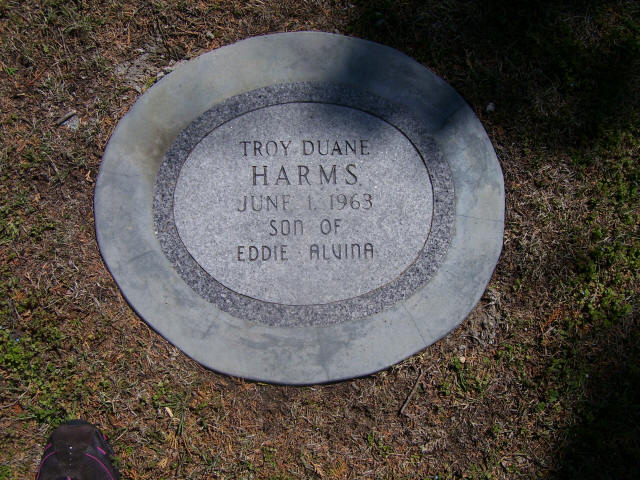 TROY DUANE
HARMS
JUNE 1, 1963
SON OF
EDDIE · ALVINA